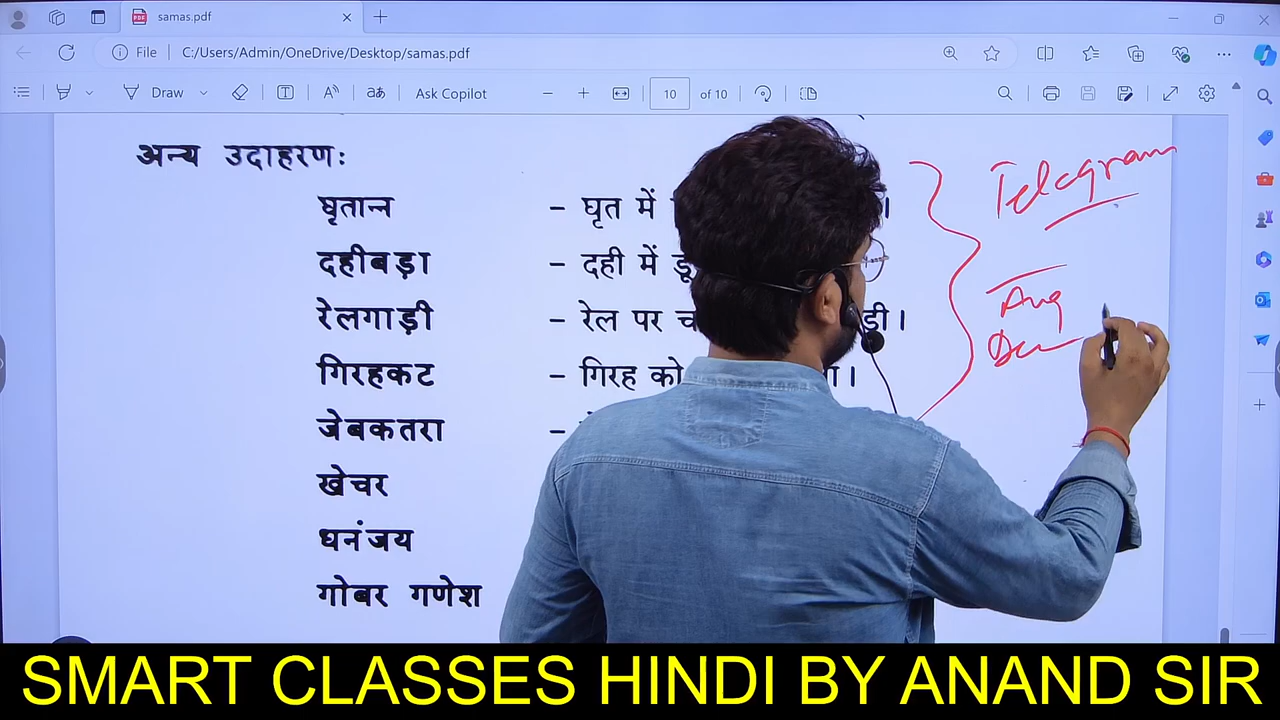 samas.pdf
File C:/Users/Admin/OneDrive/Desktop/samas.pdf
Draw Ask Copilot 10 of 10
अन्य उदाहरण:
घृतान्न – घृत में
दहीबड़ा – दही में
रेलगाड़ी – रेल पर
गिरहकट – गिरह को
जेबकतरा –
खेचर
धनंजय
गोबर गणेश
Telegram
SMART CLASSES HINDI BY ANAND SIR